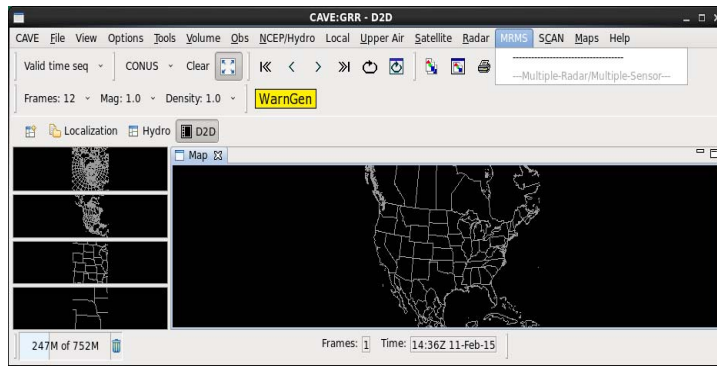 CAVE:GRR - D2D
CAVE File View Options Tools Volume Obs NCEP/Hydro Local Upper Air Satellite Radar MRMS SCAN Maps Help
Valid time seq CONUS Clear
---Multiple-Radar/Multiple-Sensor---
Frames: 12 Mag: 1.0 Density: 1.0 WarnGen
Localization Hydro D2D
Map
247M of 752M Frames: 1 Time: 14:36Z 11-Feb-15